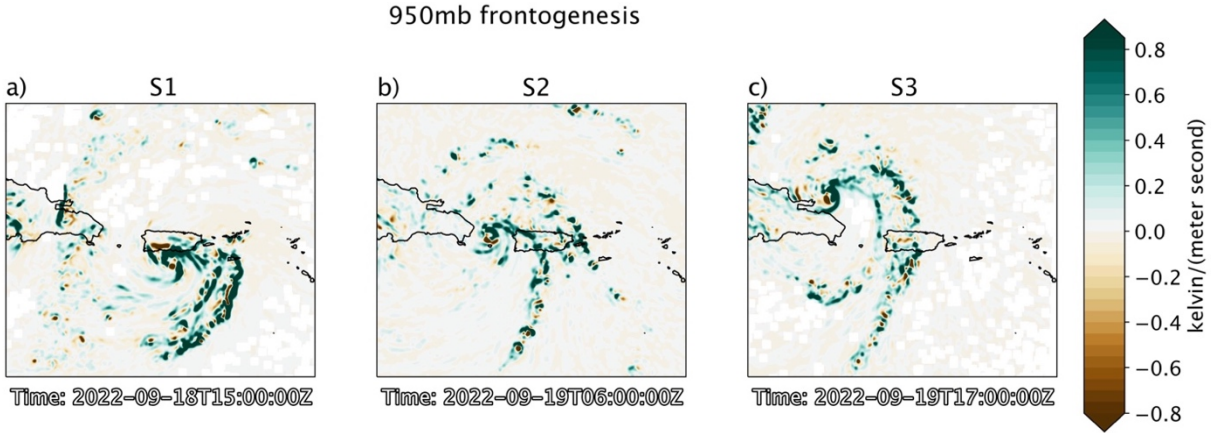 950mb frontogenesis
a) S1
b) S2
c) S3
Time: 2022-09-18T15:00:00Z
Time: 2022-09-19T06:00:00Z
Time: 2022-09-19T17:00:00Z
0.8
0.6
0.4
0.2
0.0
−0.2
−0.4
−0.6
−0.8
kelvin/(meter second)